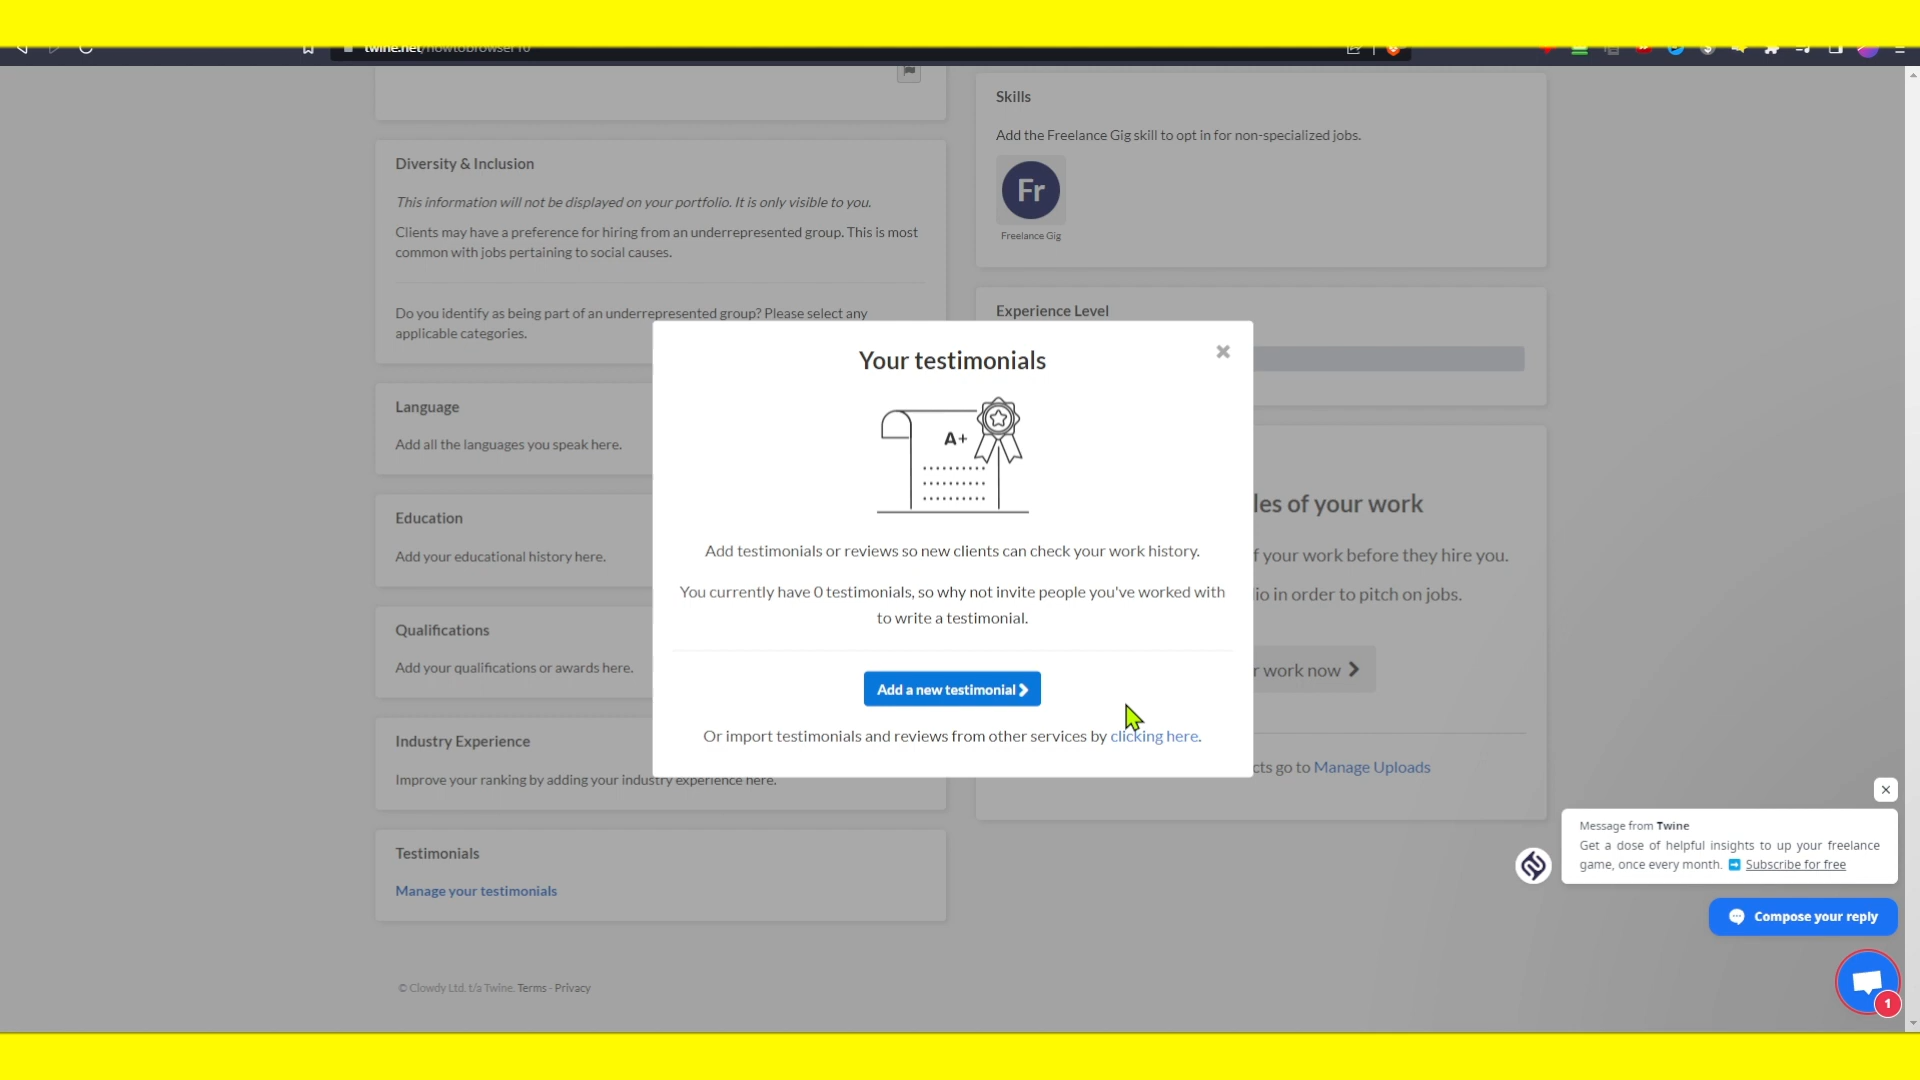 Skills
Add the Freelance Gig skill to opt in for non-specialized jobs.
Fr
Freelance Gig
Diversity & Inclusion
This information will not be displayed on your portfolio. It is only visible to you.
Clients may have a preference for hiring from an underrepresented group. This is most
common with jobs pertaining to social causes.
Do you identify as being part of an underrepresented group? Please select any
applicable categories.
Experience Level
Language
Add all the languages you speak here.
Education
Add your educational history here.
Qualifications
Add your qualifications or awards here.
Industry Experience
Improve your ranking by adding your industry experience here.
Testimonials
Manage your testimonials
Your testimonials
A+
Add testimonials or reviews so new clients can check your work history.
You currently have 0 testimonials, so why not invite people you've worked with
to write a testimonial.
Add a new testimonial
Or import testimonials and reviews from other services by clicking here.
les of your work
f your work before they hire you.
io in order to pitch on jobs.
r work now
cts go to Manage Uploads
Message from Twine
Get a dose of helpful insights to up your freelance
game, once every month. ➡ Subscribe for free
Compose your reply
1
© Clowdy Ltd. t/a Twine. Terms - Privacy